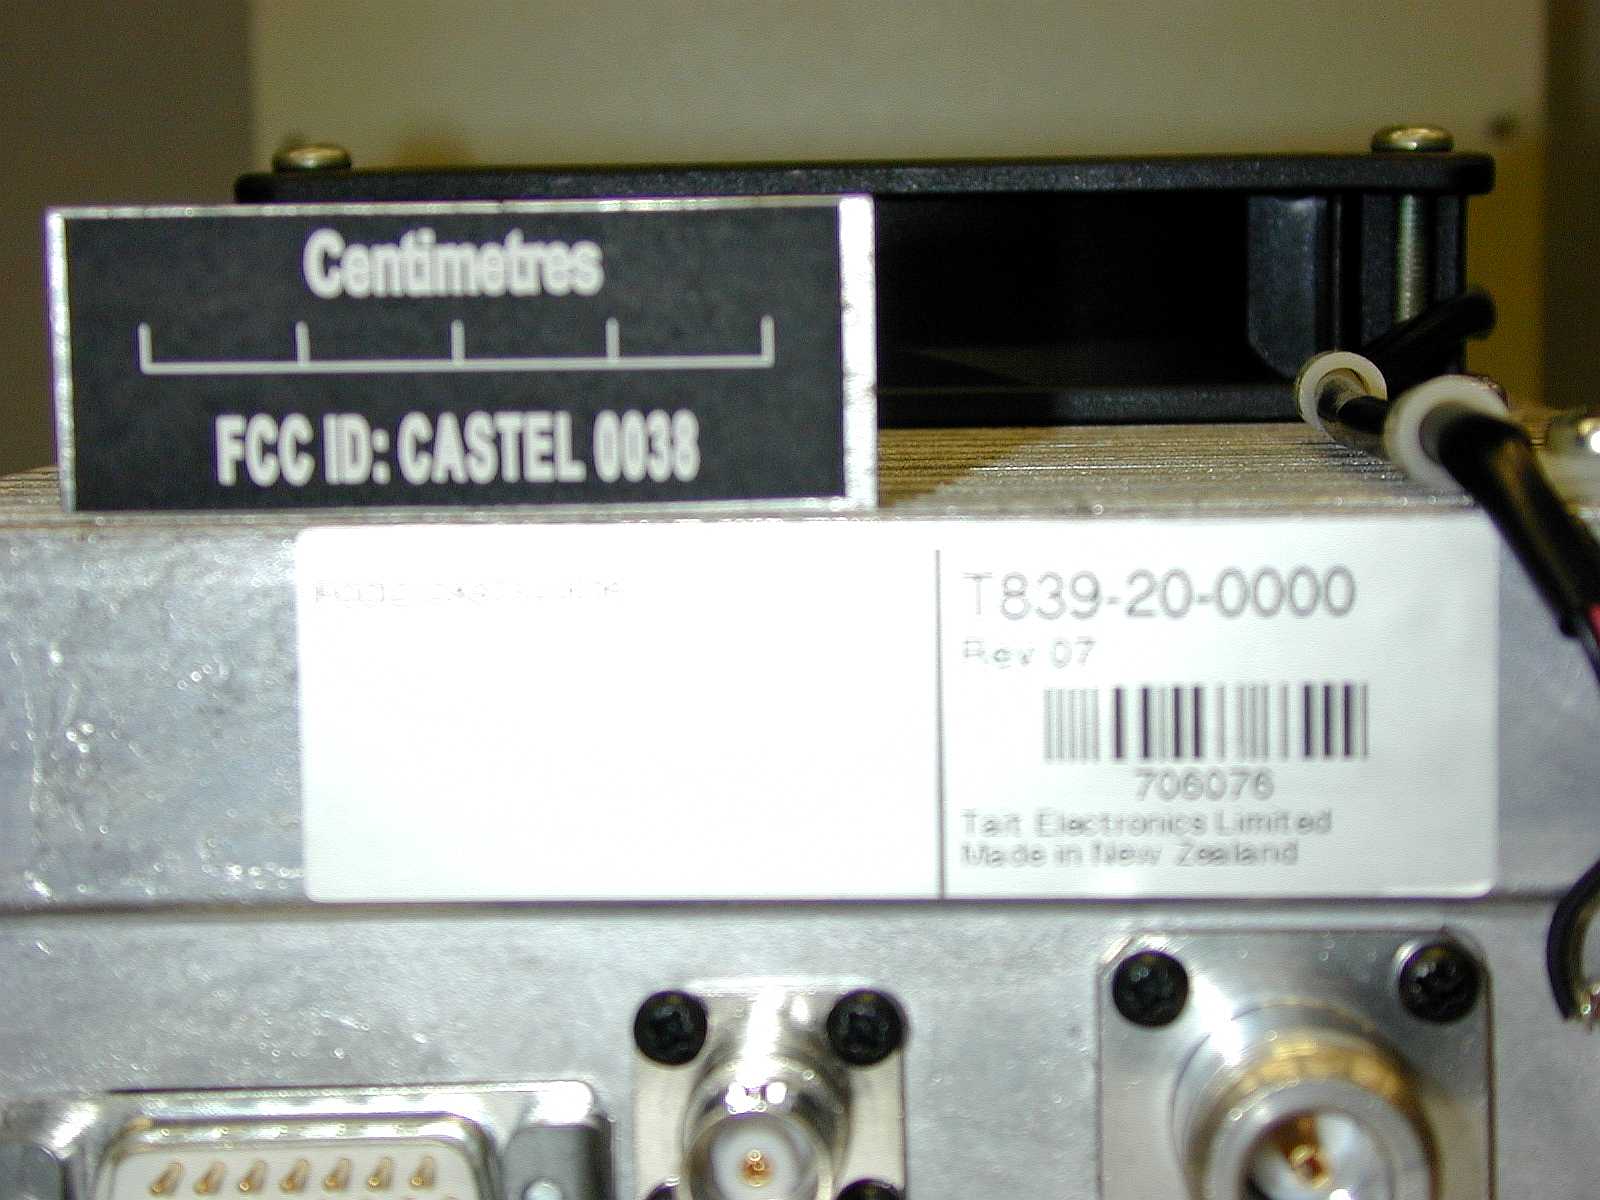 Centimetres
FCC ID: CASTEL 0038
T839-20-0000
Rev 07
706076
Tait Electronics Limited
Made in New Zealand